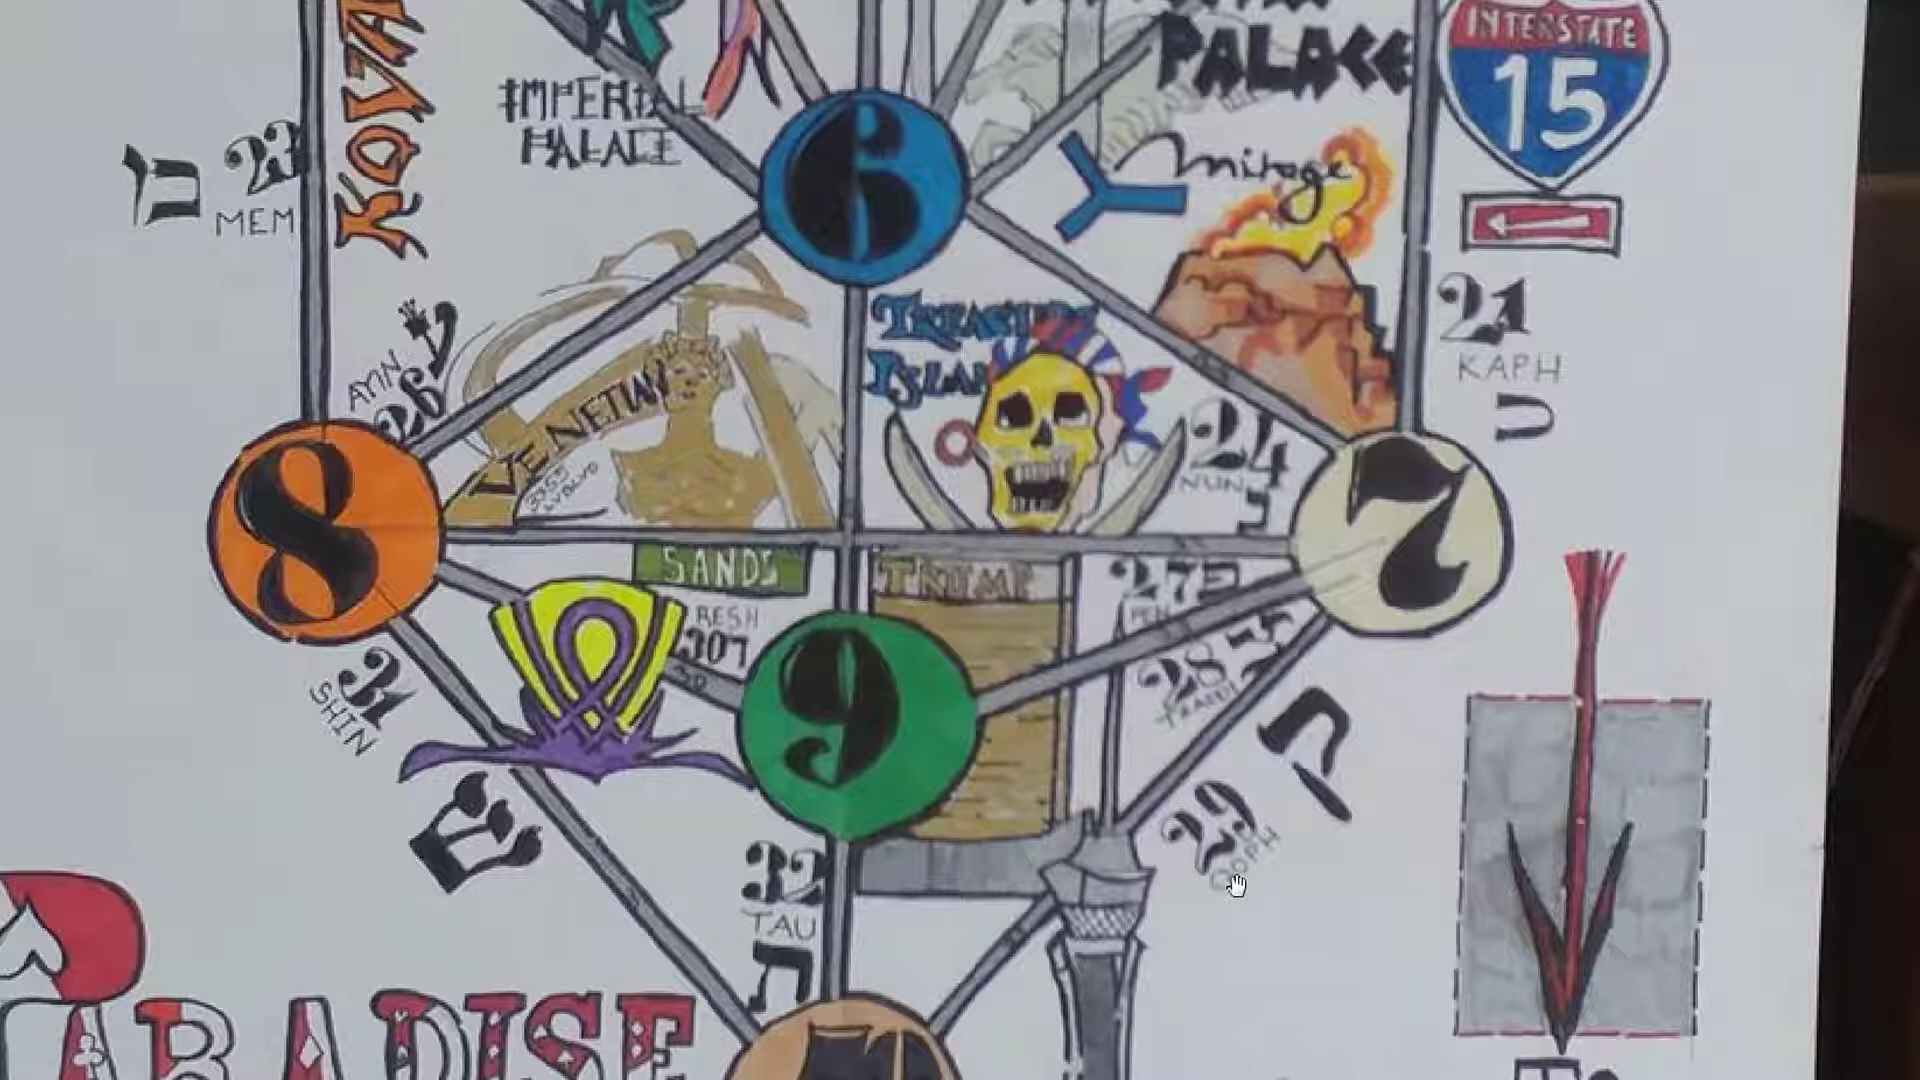 KOVA
IMPERIAL
PALACE
PALACE
INTERSTATE
15
6
mirage
מ
23
MEM
21
KAPH
כ
AYIN
26
ע
VENETIAN
TREASURE
ISLAN
24
NUN
נ
8
7
SANDS
TRUMP
RESH
30
27
פ
28
צ
9
31
SHIN
ש
29
QOPH
ק
32
TAU
ת
PARADISE